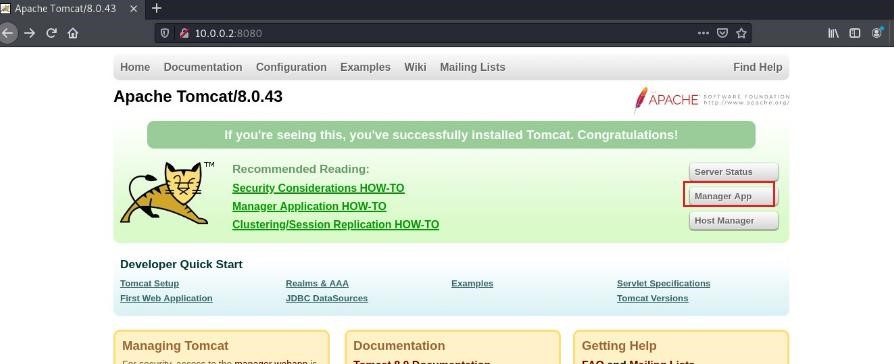 Apache Tomcat/8.0.43
10.0.0.2:8080
Home Documentation Configuration Examples Wiki Mailing Lists Find Help
Apache Tomcat/8.0.43
APACHE SOFTWARE FOUNDATION
http://www.apache.org/
If you're seeing this, you've successfully installed Tomcat. Congratulations!
TM
Recommended Reading:
Security Considerations HOW-TO
Manager Application HOW-TO
Clustering/Session Replication HOW-TO
Server Status
Manager App
Host Manager
Developer Quick Start
Tomcat Setup Realms & AAA Examples Servlet Specifications
First Web Application JDBC DataSources Tomcat Versions
Managing Tomcat Documentation Getting Help
For security, access to the manager webapp is
Tomcat 8.0 Documentation
FAQ and Mailing Lists